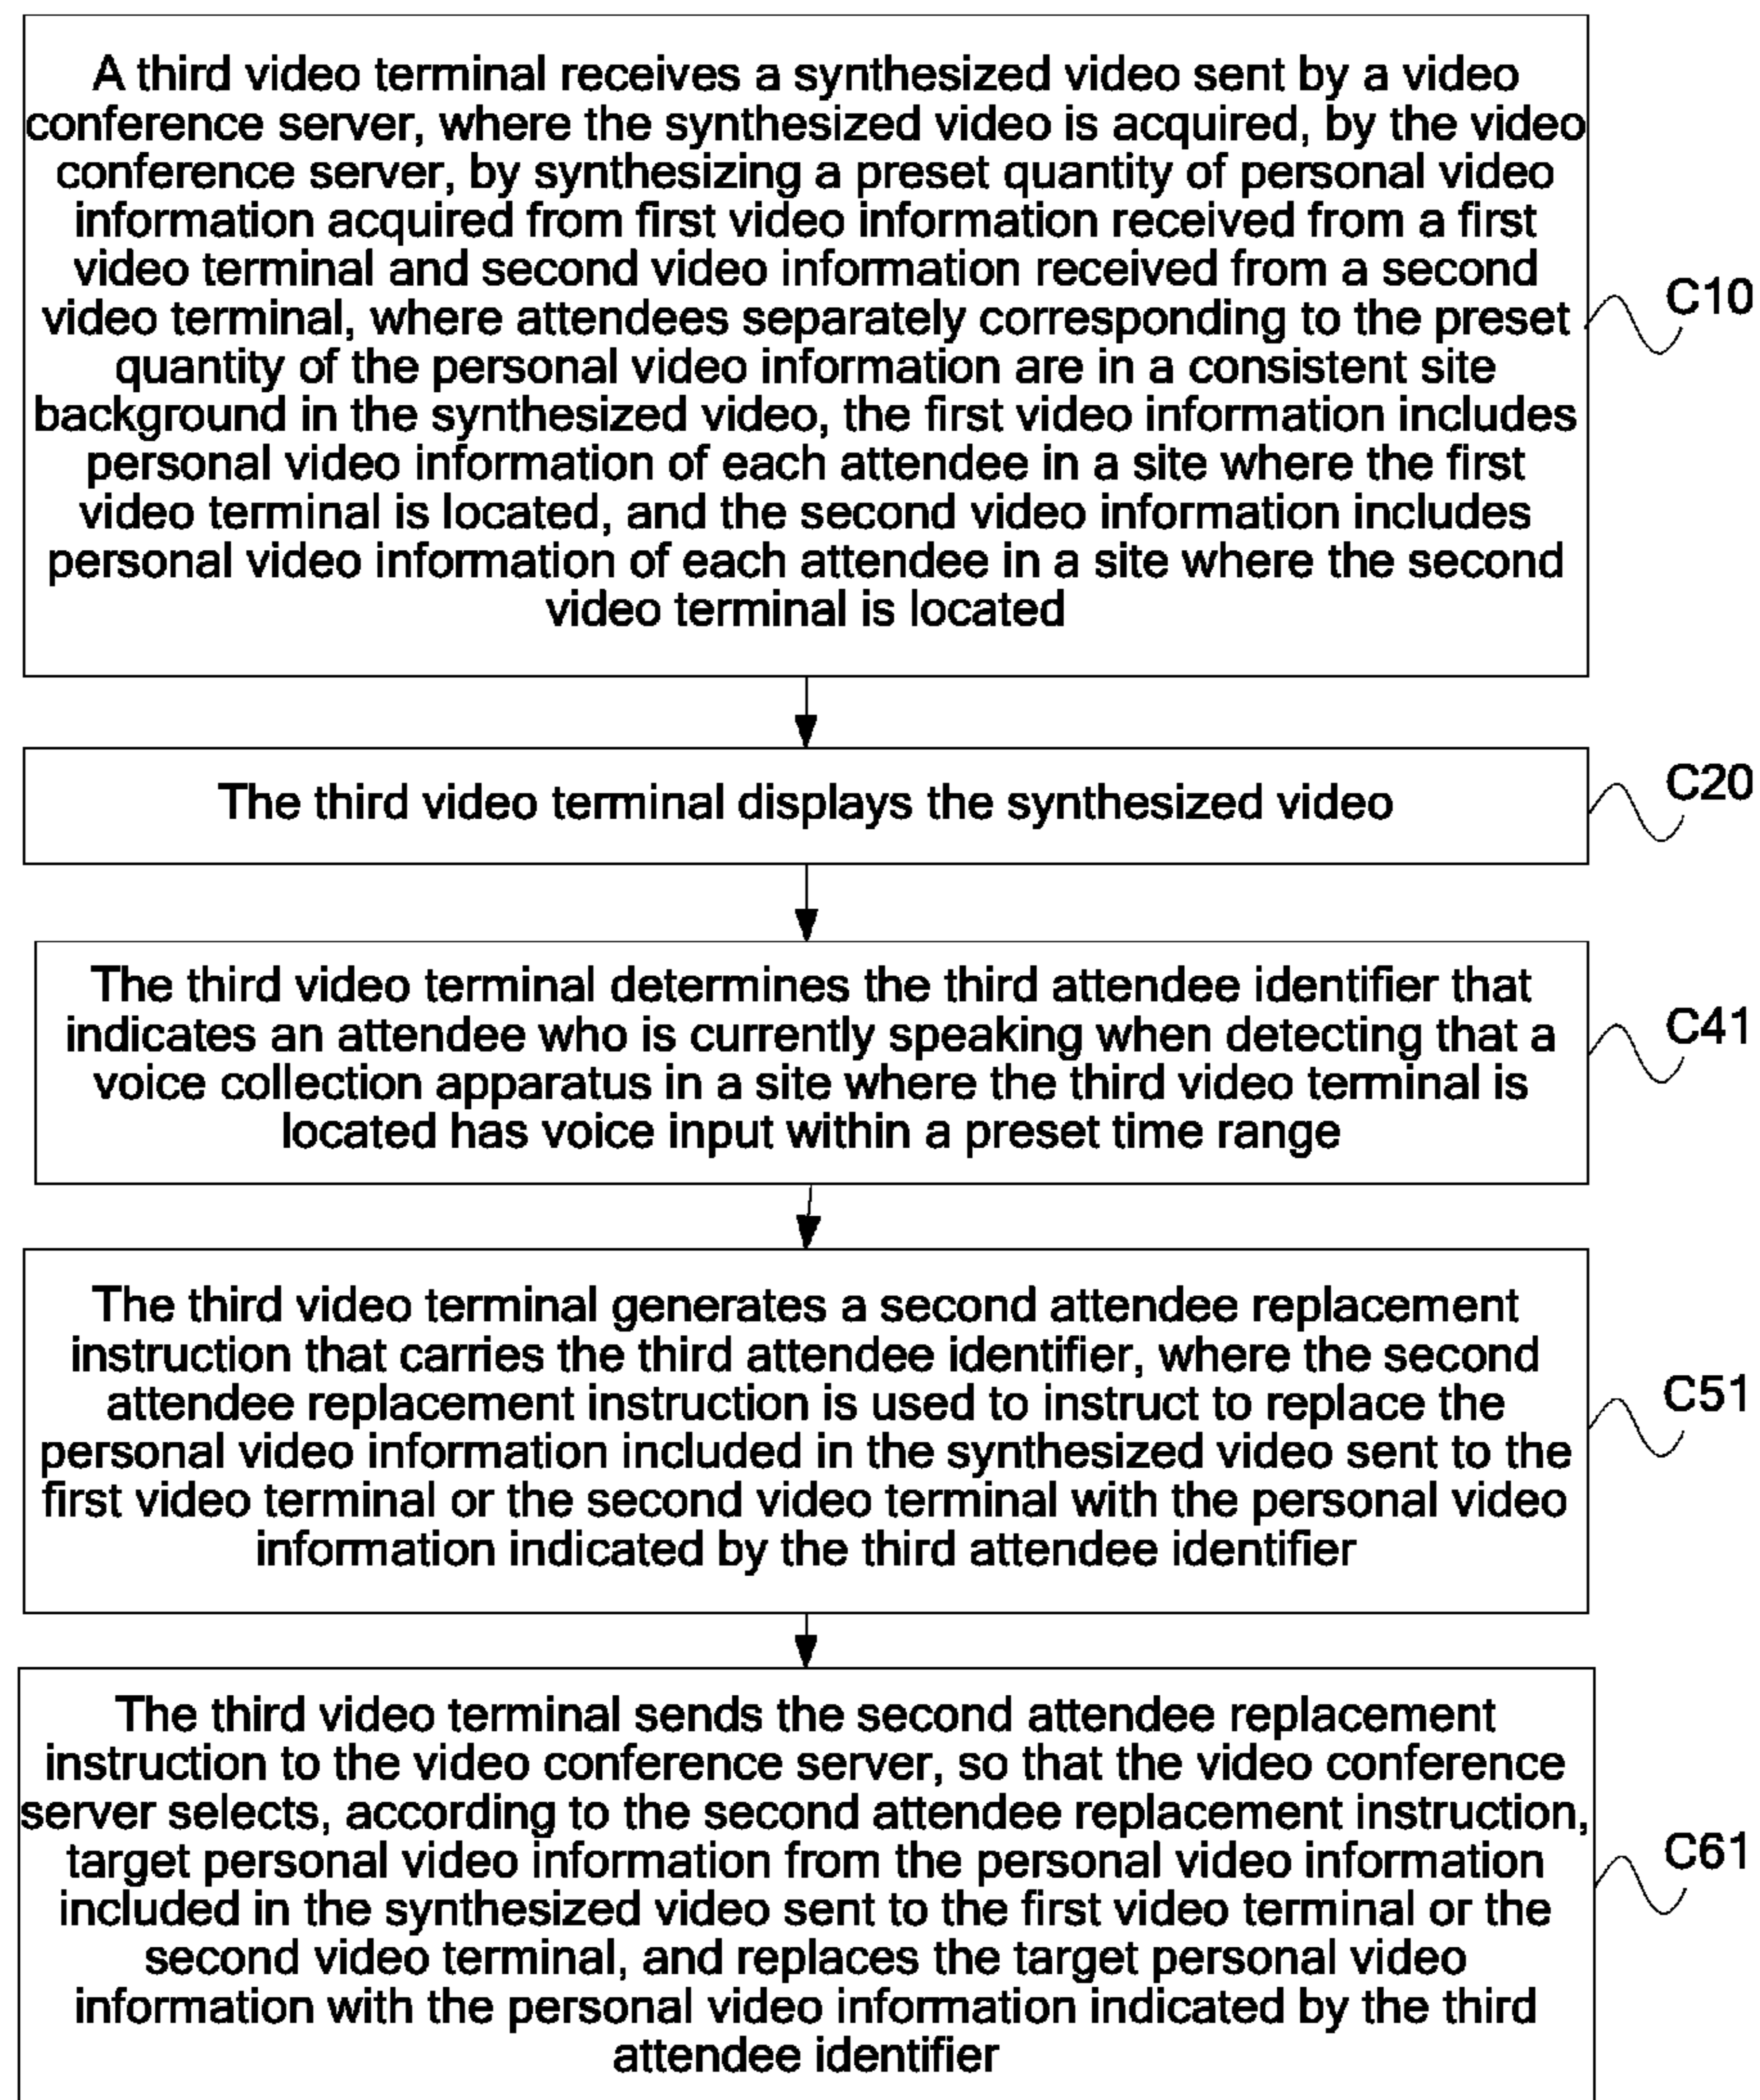 A third video terminal receives a synthesized video sent by a video
conference server, where the synthesized video is acquired, by the video
conference server, by synthesizing a preset quantity of personal video
information acquired from first video information received from a first
video terminal and second video information received from a second
video terminal, where attendees separately corresponding to the preset
quantity of the personal video information are in a consistent site
background in the synthesized video, the first video information includes
personal video information of each attendee in a site where the first
video terminal is located, and the second video information includes
personal video information of each attendee in a site where the second
video terminal is located
C10
The third video terminal displays the synthesized video
C20
The third video terminal determines the third attendee identifier that
indicates an attendee who is currently speaking when detecting that a
voice collection apparatus in a site where the third video terminal is
located has voice input within a preset time range
C41
The third video terminal generates a second attendee replacement
instruction that carries the third attendee identifier, where the second
attendee replacement instruction is used to instruct to replace the
personal video information included in the synthesized video sent to the
first video terminal or the second video terminal with the personal video
information indicated by the third attendee identifier
C51
The third video terminal sends the second attendee replacement
instruction to the video conference server, so that the video conference
server selects, according to the second attendee replacement instruction,
target personal video information from the personal video information
included in the synthesized video sent to the first video terminal or the
second video terminal, and replaces the target personal video
information with the personal video information indicated by the third
attendee identifier
C61